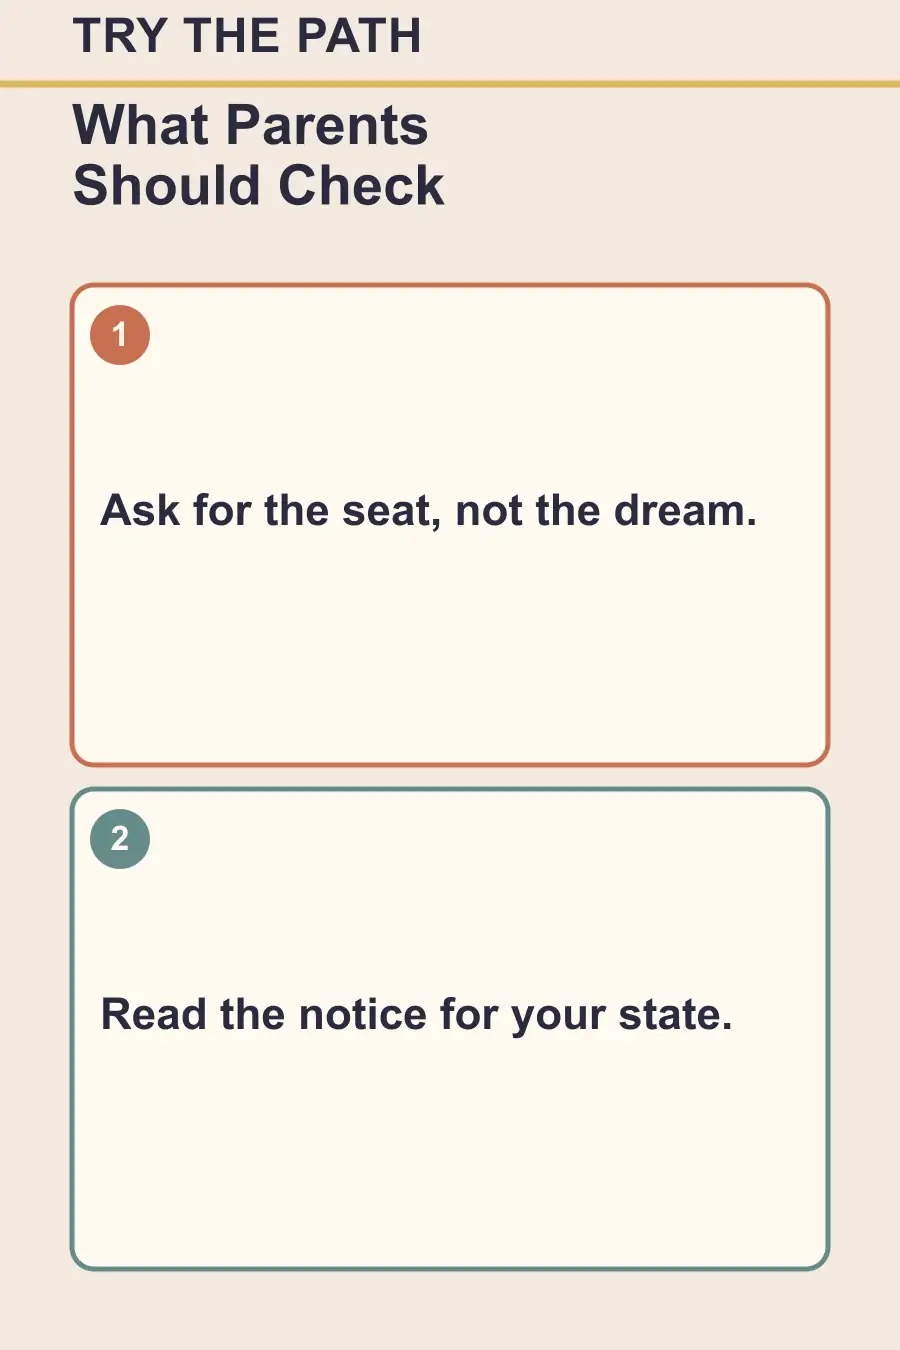 TRY THE PATH
What Parents
Should Check
1
Ask for the seat, not the dream.
2
Read the notice for your state.